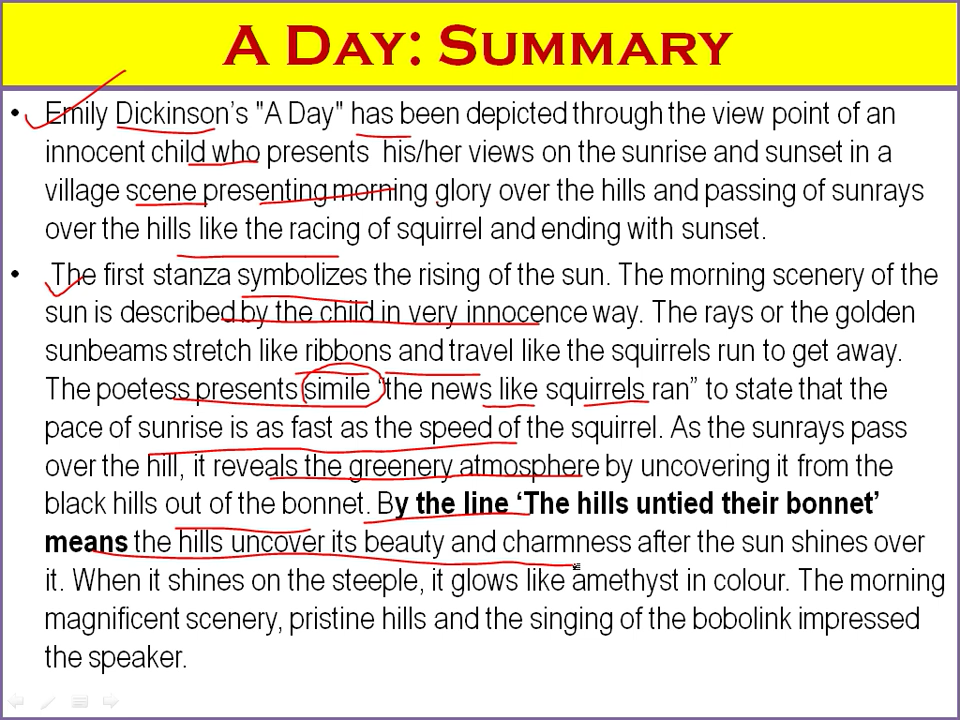 A Day: Summary
• Emily Dickinson's "A Day" has been depicted through the view point of an
innocent child who presents his/her views on the sunrise and sunset in a
village scene presenting morning glory over the hills and passing of sunrays
over the hills like the racing of squirrel and ending with sunset.
• The first stanza symbolizes the rising of the sun. The morning scenery of the
sun is described by the child in very innocence way. The rays or the golden
sunbeams stretch like ribbons and travel like the squirrels run to get away.
The poetess presents simile "the news like squirrels ran" to state that the
pace of sunrise is as fast as the speed of the squirrel. As the sunrays pass
over the hill, it reveals the greenery atmosphere by uncovering it from the
black hills out of the bonnet. By the line 'The hills untied their bonnet'
means the hills uncover its beauty and charmness after the sun shines over
it. When it shines on the steeple, it glows like amethyst in colour. The morning
magnificent scenery, pristine hills and the singing of the bobolink impressed
the speaker.